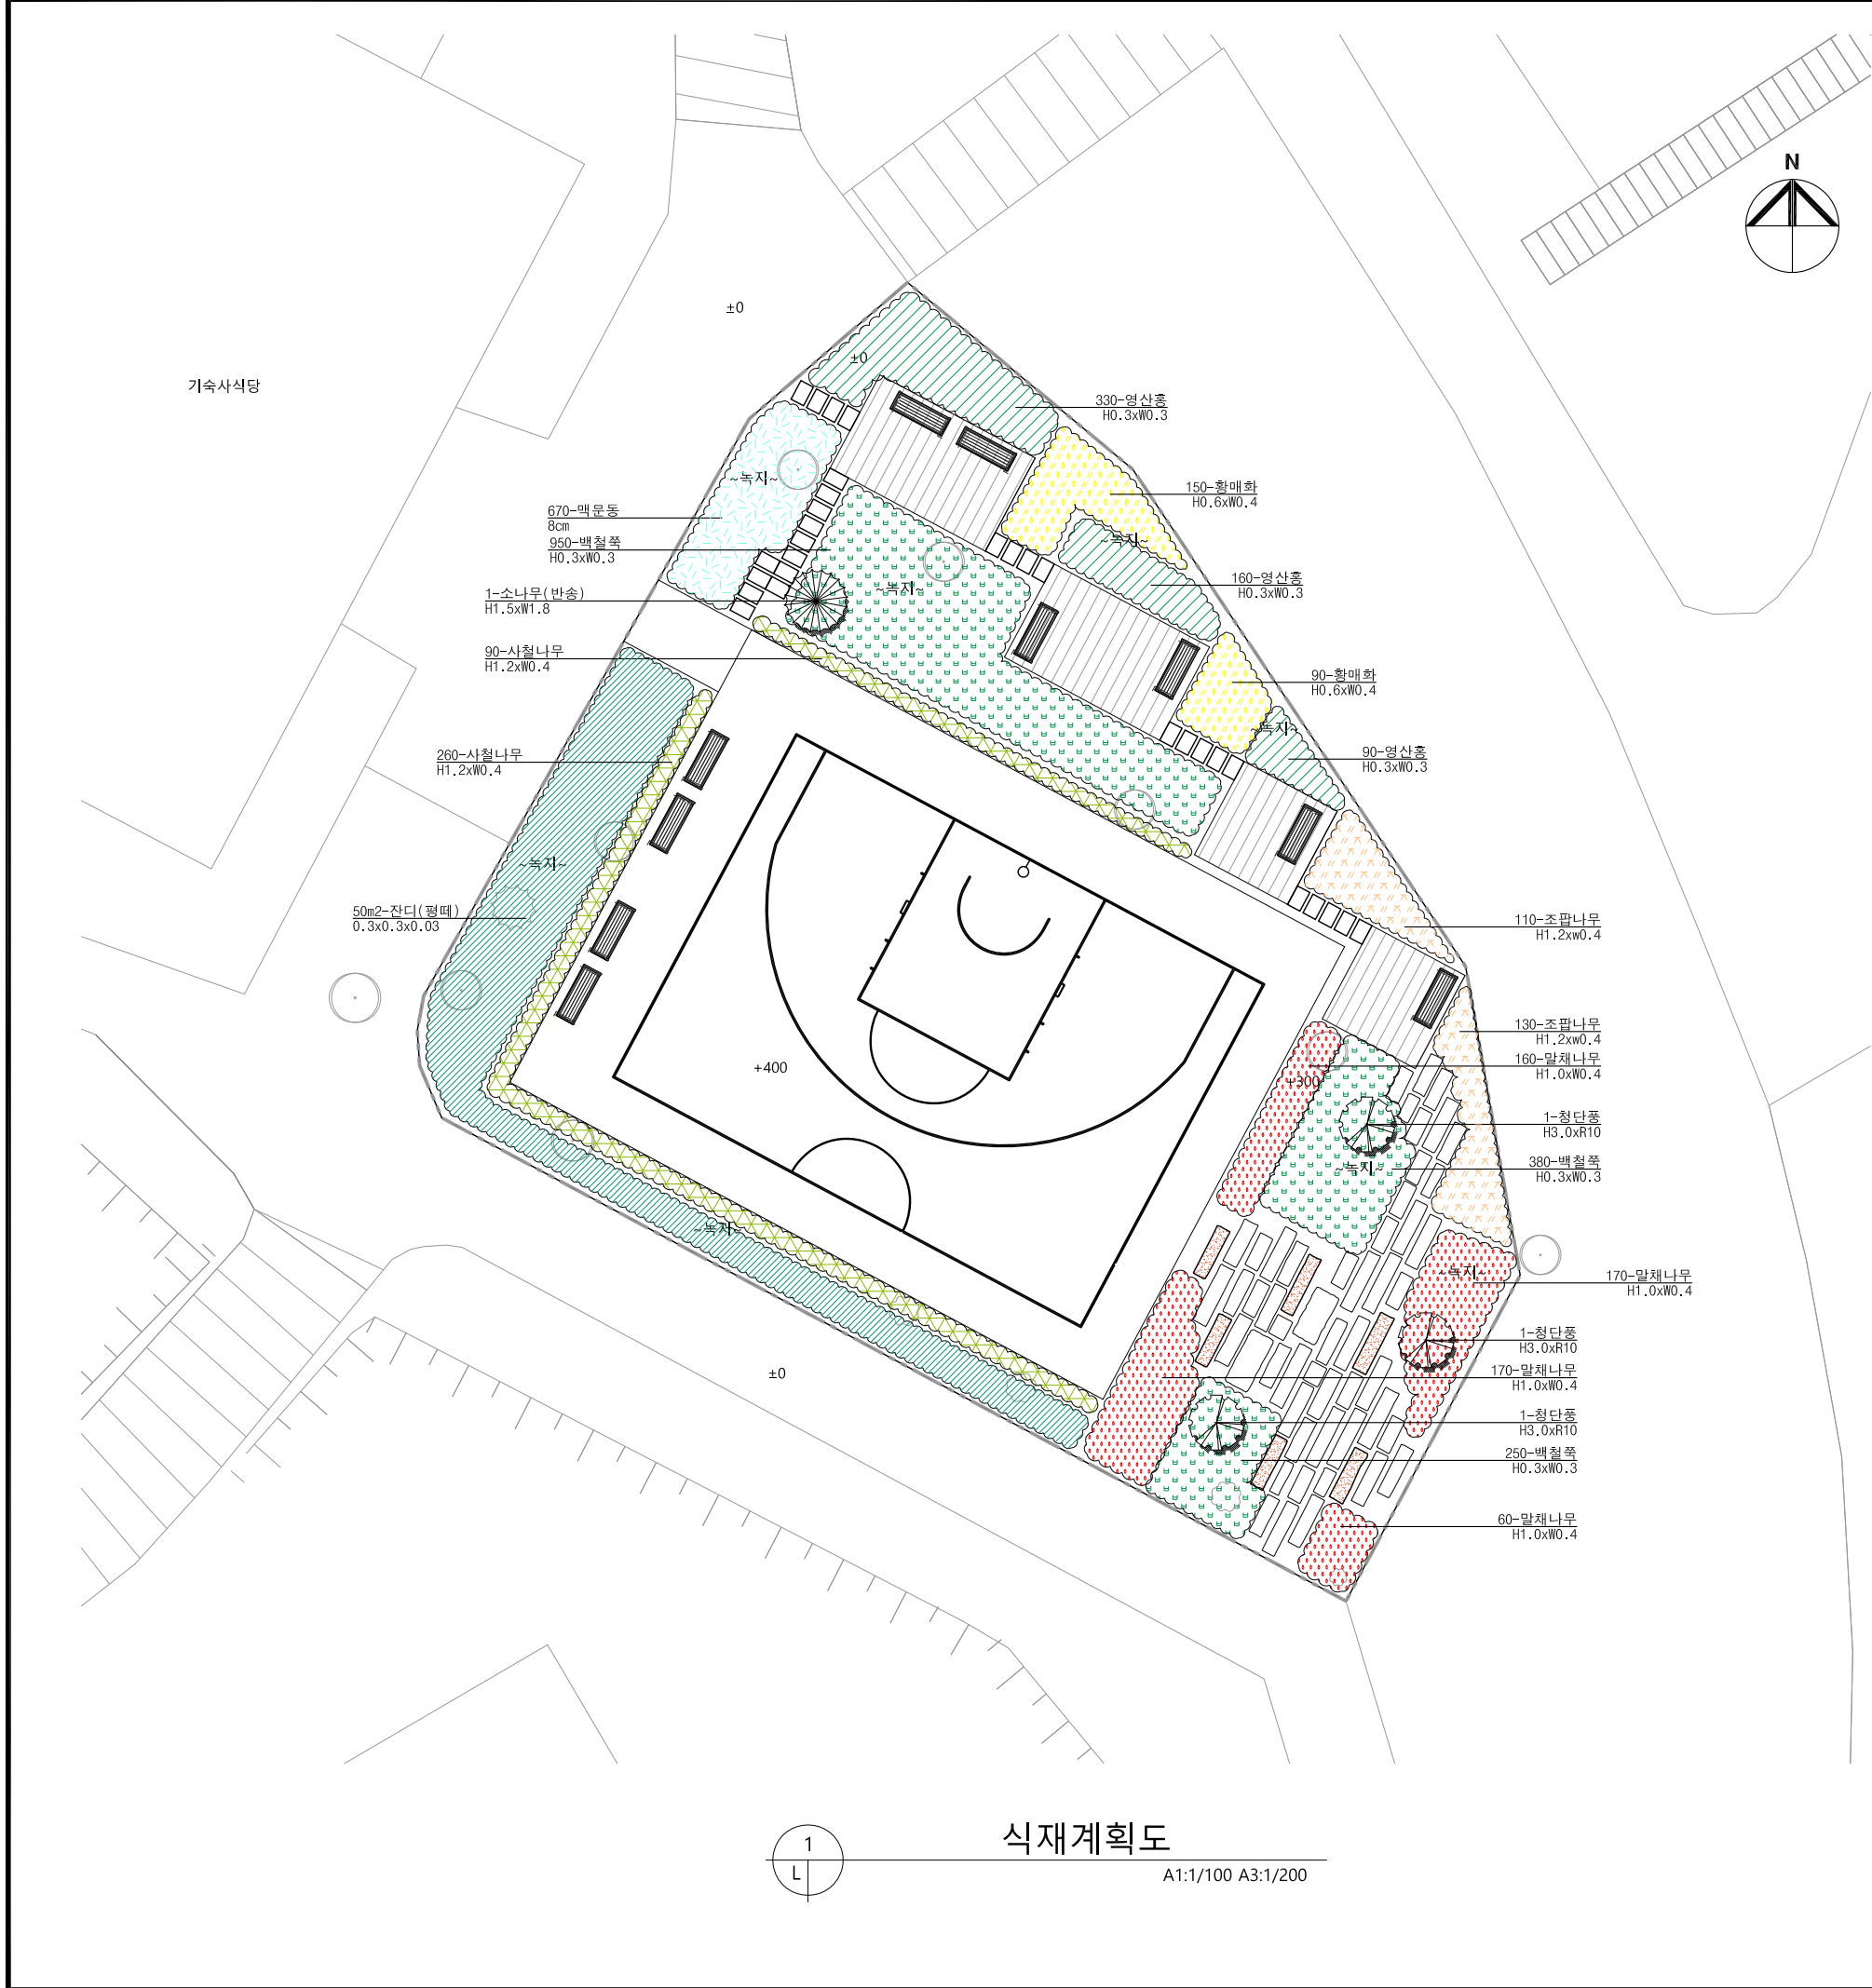 N
±0
±0
기숙사식당
330-영산홍
H0.3xW0.3
150-황매화
H0.6xW0.4
~녹지~
670-맥문동
8cm
950-백철쭉
H0.3xW0.3
~녹지~
160-영산홍
H0.3xW0.3
~녹지~
1-소나무(반송)
H1.5xW1.8
90-사철나무
H1.2xW0.4
90-황매화
H0.6xW0.4
~녹지~
90-영산홍
H0.3xW0.3
260-사철나무
H1.2xW0.4
~녹지~
50m2-잔디(평떼)
0.3x0.3x0.03
110-조팝나무
H1.2xw0.4
130-조팝나무
H1.2xw0.4
160-말채나무
H1.0xW0.4
+400
+300
1-청단풍
H3.0xR10
380-백철쭉
H0.3xW0.3
~녹지~
~녹지~
~녹지~
170-말채나무
H1.0xW0.4
1-청단풍
H3.0xR10
±0
170-말채나무
H1.0xW0.4
1-청단풍
H3.0xR10
250-백철쭉
H0.3xW0.3
60-말채나무
H1.0xW0.4
1
L
식재계획도
A1:1/100 A3:1/200